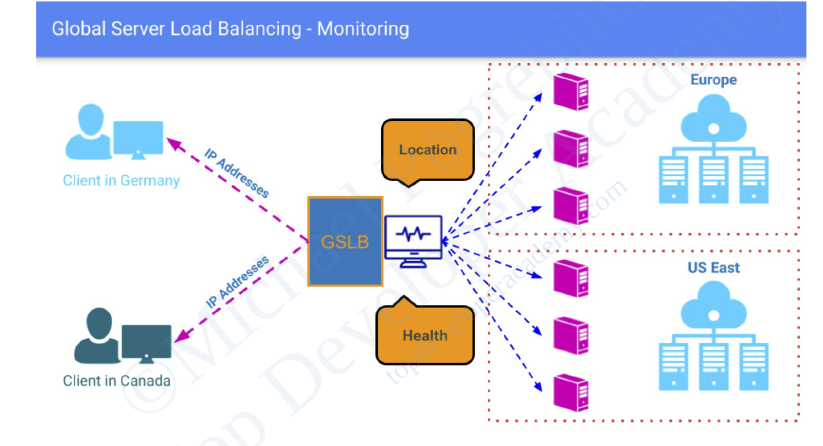 Global Server Load Balancing - Monitoring
Europe
Location
IP Addresses
Client in Germany
GSLB
US East
IP Addresses
Health
Client in Canada